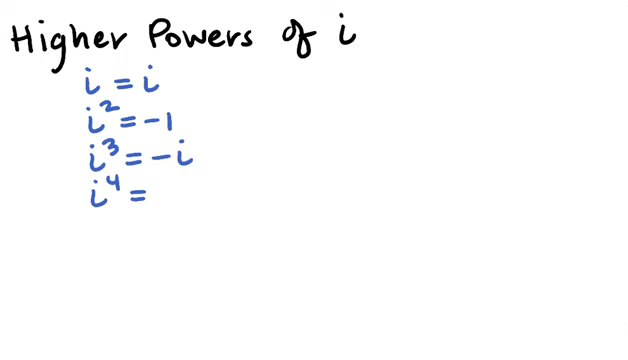 Higher Powers of i
i = i
i² = -1
i³ = -i
i⁴ =